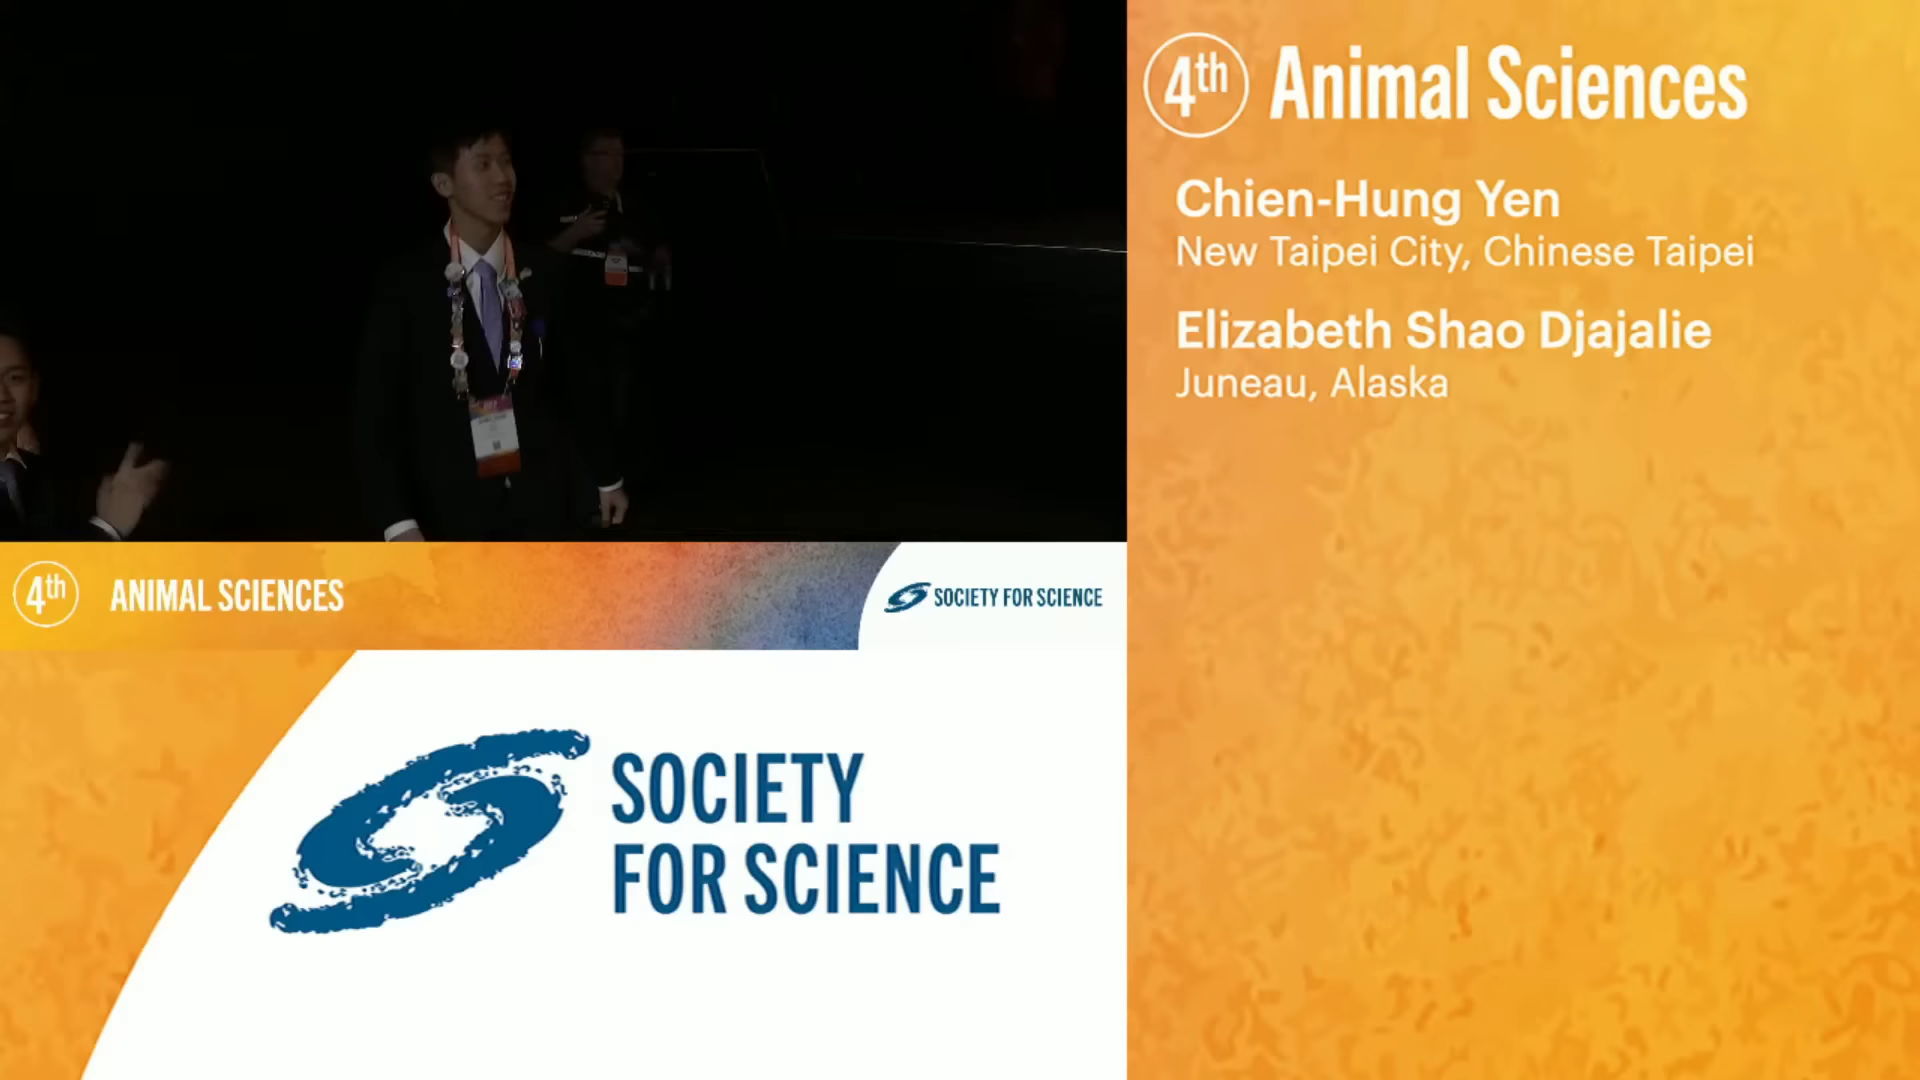 4th Animal Sciences
Chien-Hung Yen
New Taipei City, Chinese Taipei
Elizabeth Shao Djajalie
Juneau, Alaska
4th ANIMAL SCIENCES
SOCIETY FOR SCIENCE
SOCIETY
FOR SCIENCE